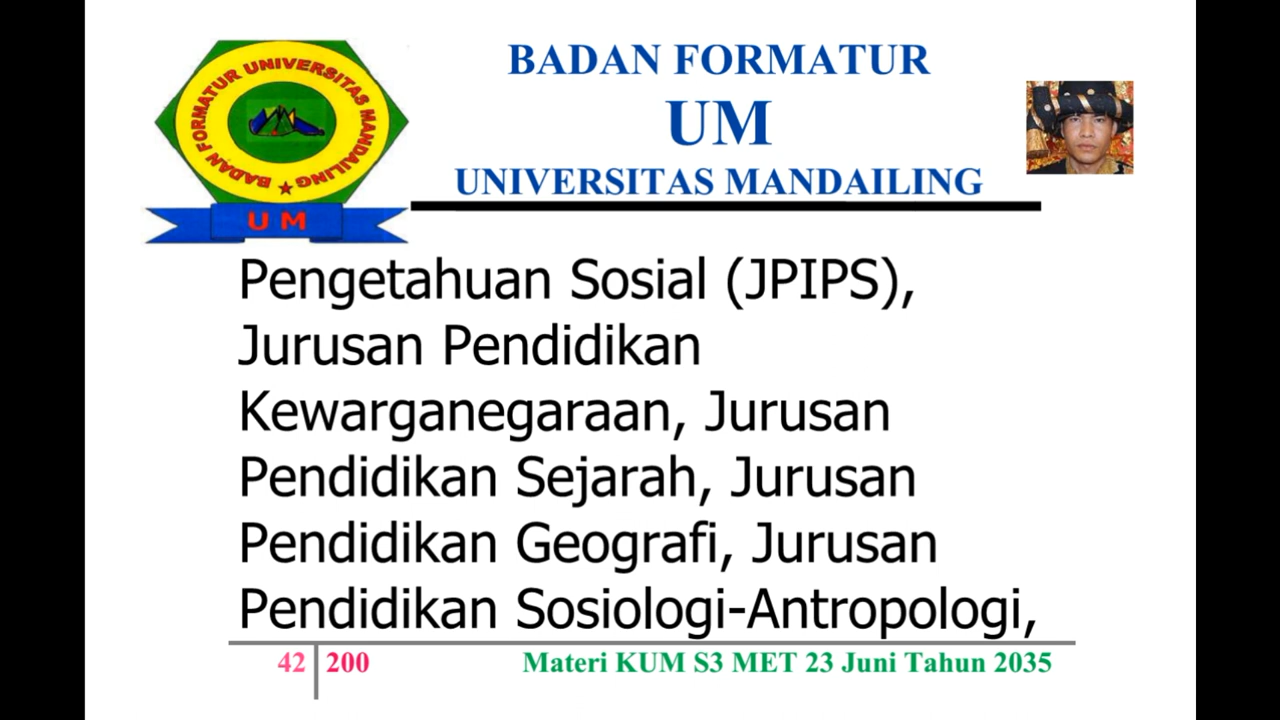 BADAN FORMATUR UNIVERSITAS MANDAILING
U M
BADAN FORMATUR
UM
UNIVERSITAS MANDAILING
Pengetahuan Sosial (JPIPS),
Jurusan Pendidikan
Kewarganegaraan, Jurusan
Pendidikan Sejarah, Jurusan
Pendidikan Geografi, Jurusan
Pendidikan Sosiologi-Antropologi,
42 200
Materi KUM S3 MET 23 Juni Tahun 2035